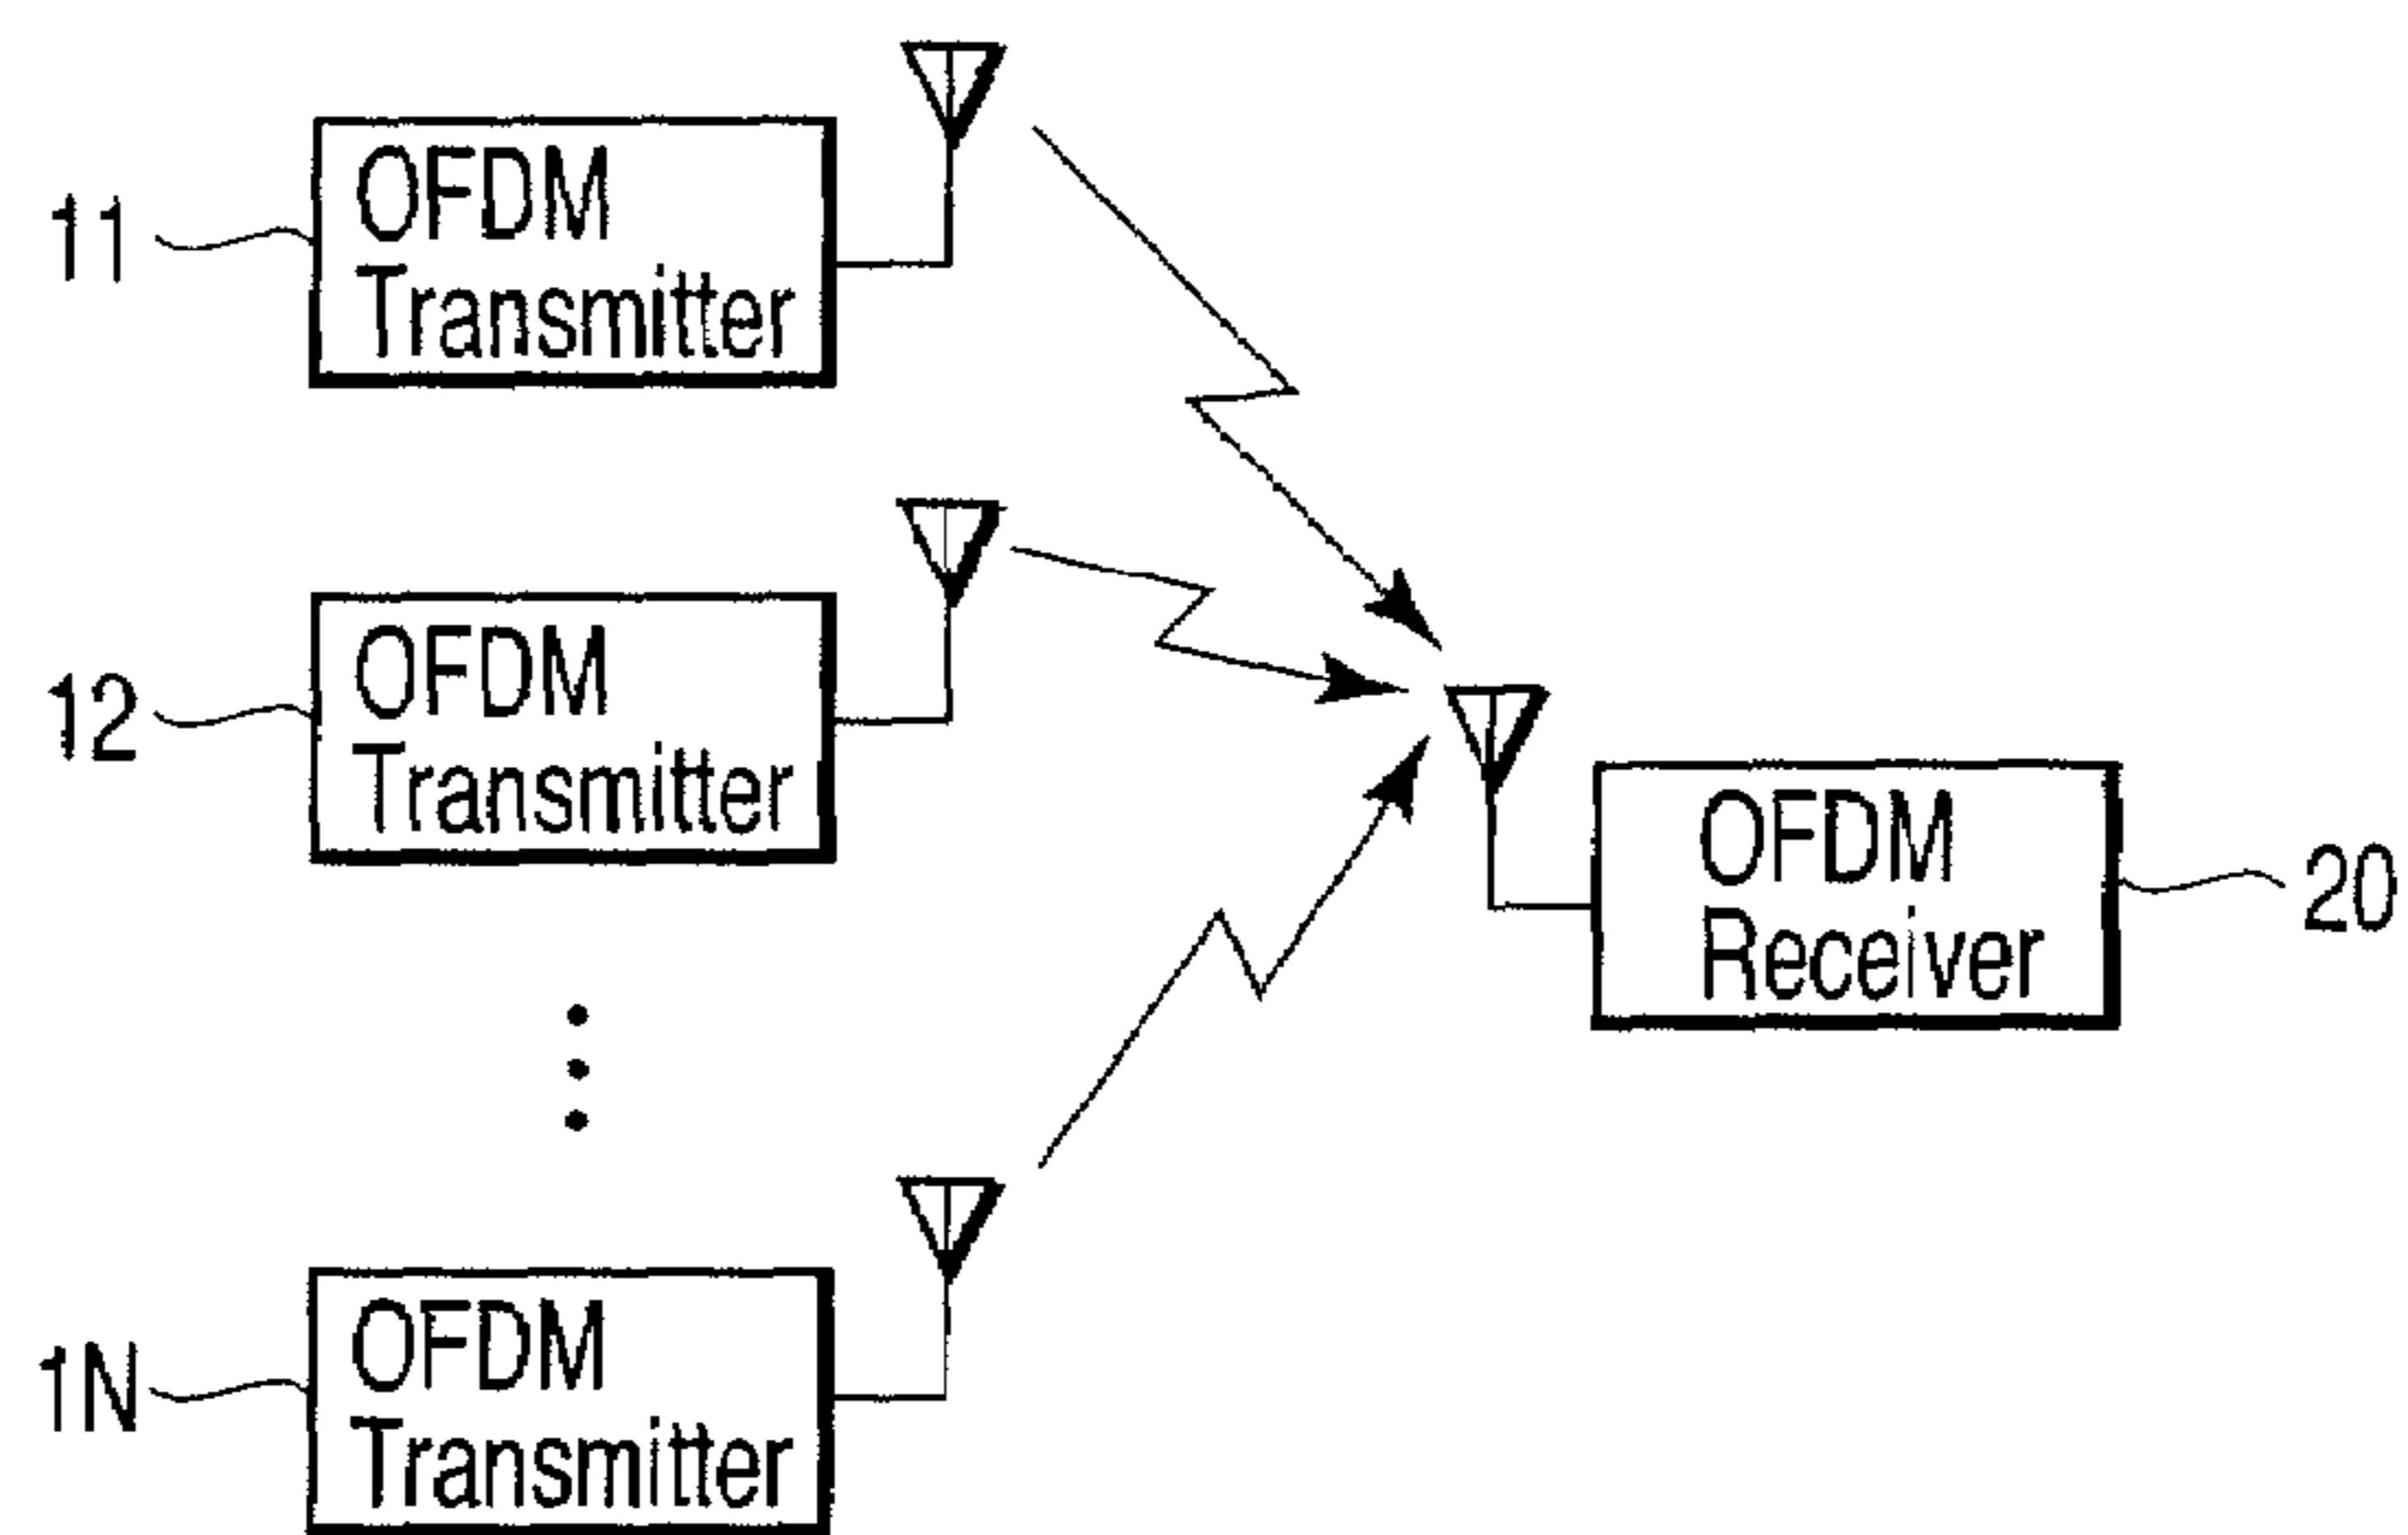 11
OFDM
Transmitter
12
OFDM
Transmitter
OFDM
Receiver
20
1N
OFDM
Transmitter